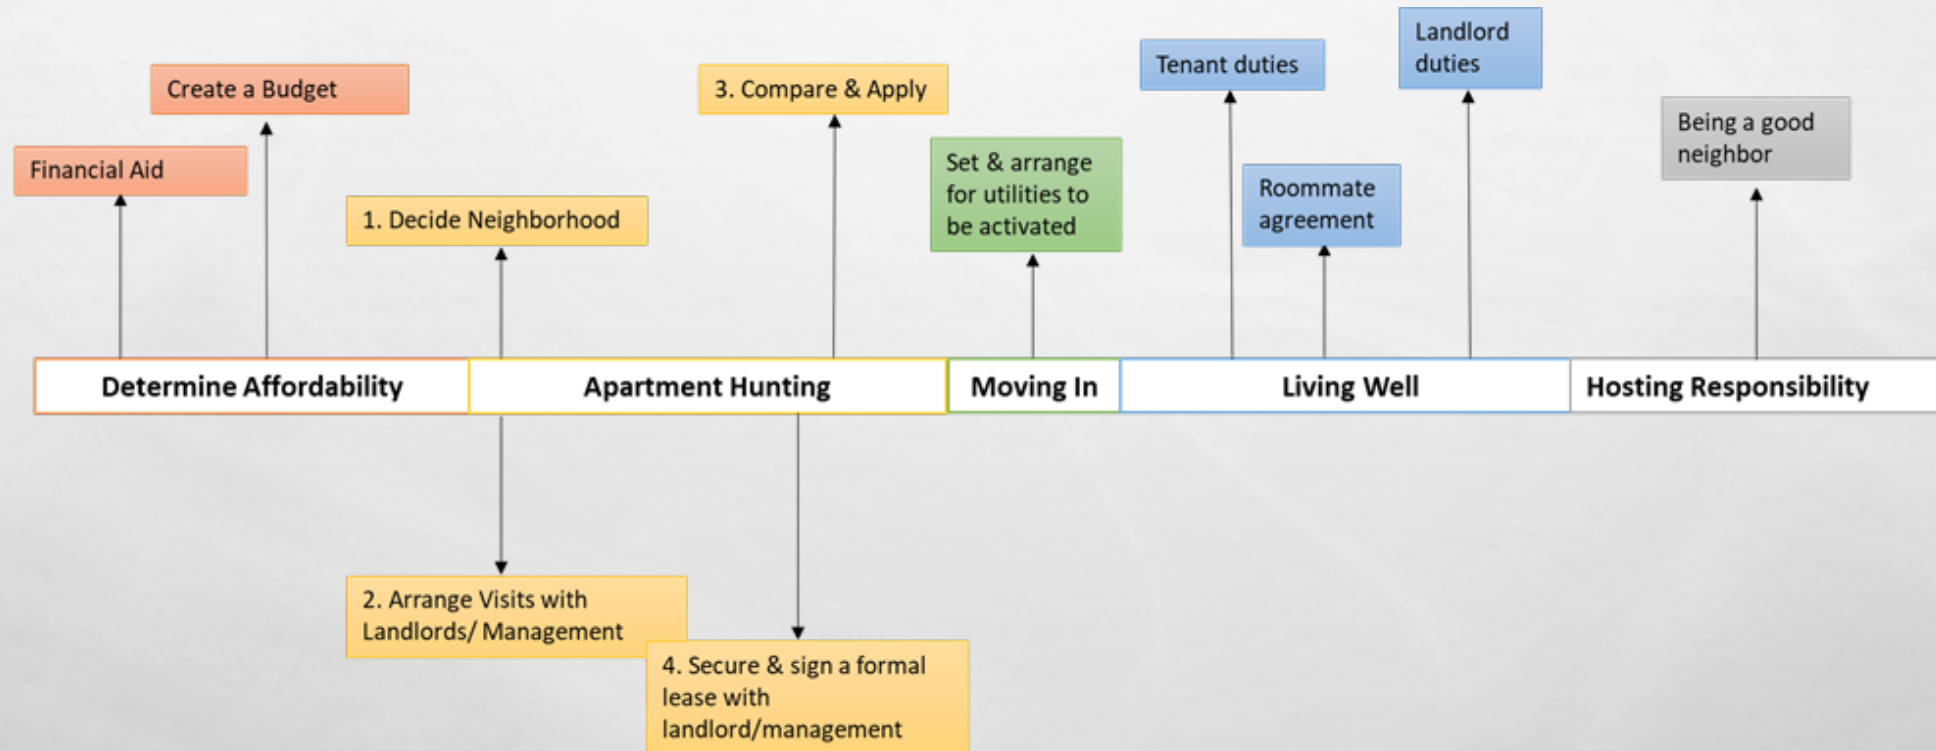 Landlord
duties
Tenant duties
Create a Budget
3. Compare & Apply
Being a good
neighbor
Financial Aid
Set & arrange
for utilities to
be activated
Roommate
agreement
1. Decide Neighborhood
Determine Affordability
Apartment Hunting
Moving In
Living Well
Hosting Responsibility
2. Arrange Visits with
Landlords/ Management
4. Secure & sign a formal
lease with
landlord/management